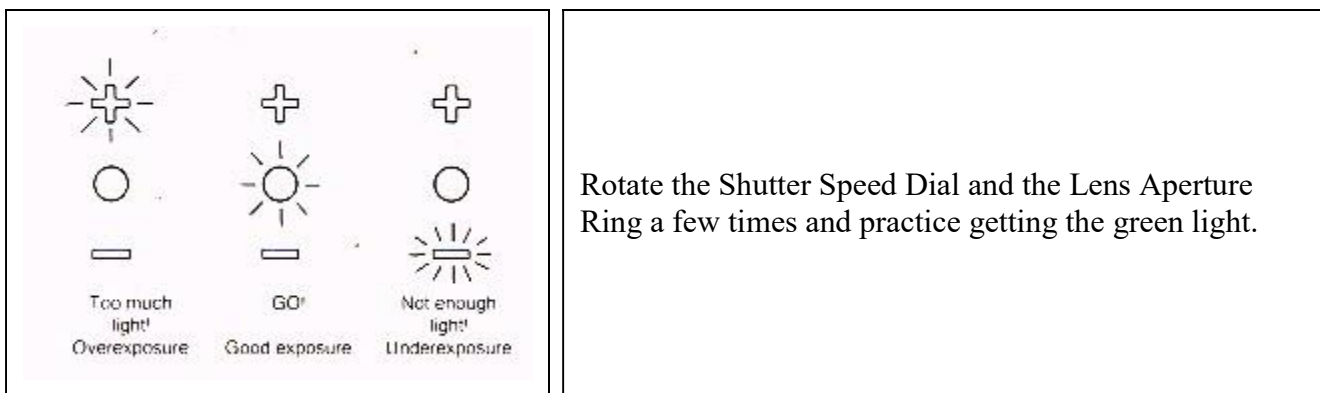 Too much
light!
Overexposure
GO!
Good exposure
Not enough
light!
Underexposure
Rotate the Shutter Speed Dial and the Lens Aperture
Ring a few times and practice getting the green light.